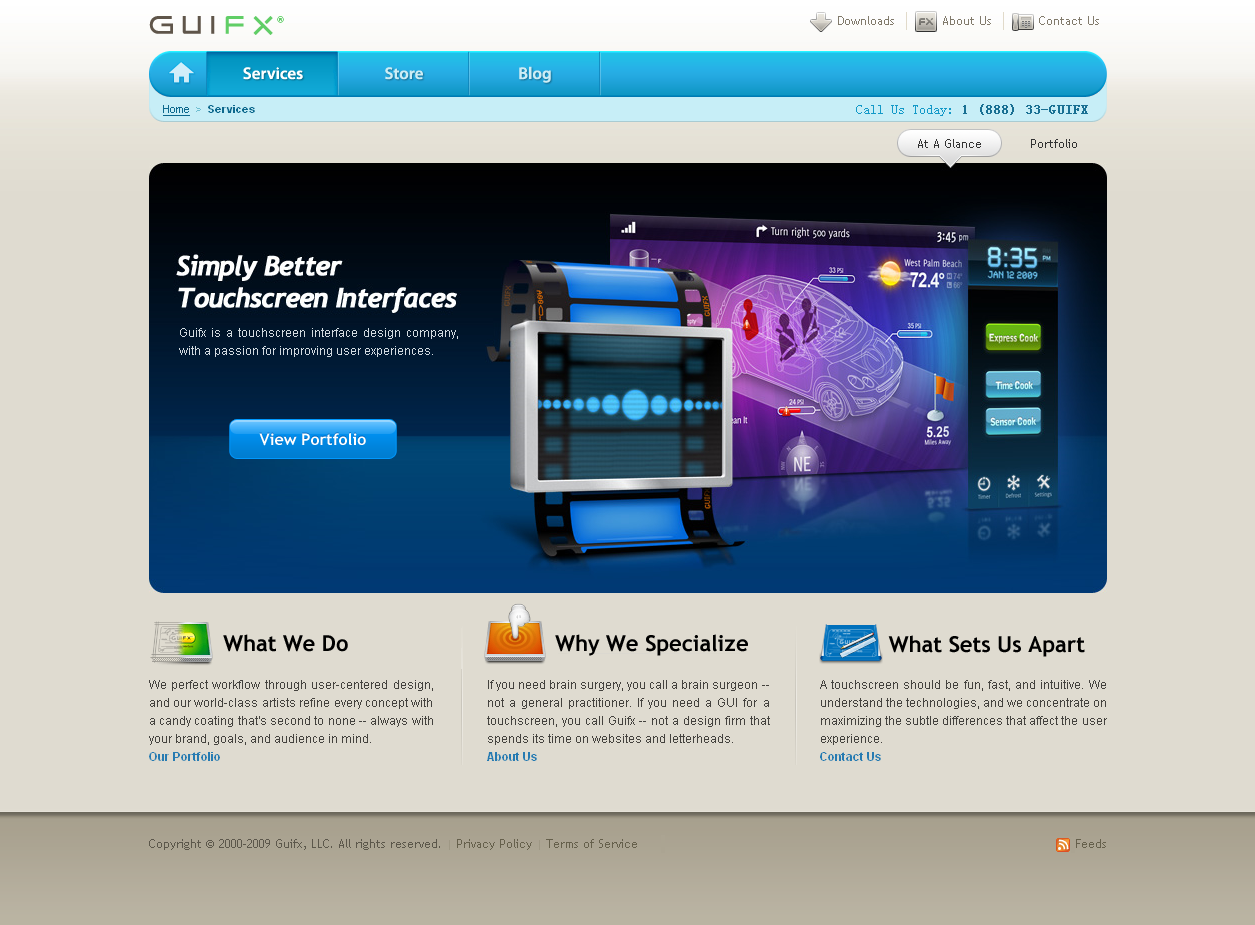 GUIFX®
Downloads
FX About Us
Contact Us
Services
Store
Blog
Home > Services
Call Us Today: 1 (888) 33-GUIFX
At A Glance
Portfolio
Simply Better
Touchscreen Interfaces
Guifx is a touchscreen interface design company,
with a passion for improving user experiences.
View Portfolio
Turn right 500 yards
3:45 pm
F
33 PSI
West Palm Beach
72.4°
74°
66°
35 PSI
24 PSI
ean It
NE
5.25
Miles Away
8:35 PM
JAN 12 2009
Express Cook
Time Cook
Sensor Cook
Timer
Defrost
Settings
GUIFX
GUIFX
What We Do
We perfect workflow through user-centered design,
and our world-class artists refine every concept with
a candy coating that's second to none -- always with
your brand, goals, and audience in mind.
Our Portfolio
Why We Specialize
If you need brain surgery, you call a brain surgeon --
not a general practitioner. If you need a GUI for a
touchscreen, you call Guifx -- not a design firm that
spends its time on websites and letterheads.
About Us
What Sets Us Apart
A touchscreen should be fun, fast, and intuitive. We
understand the technologies, and we concentrate on
maximizing the subtle differences that affect the user
experience.
Contact Us
Copyright © 2000-2009 Guifx, LLC. All rights reserved. | Privacy Policy | Terms of Service
Feeds